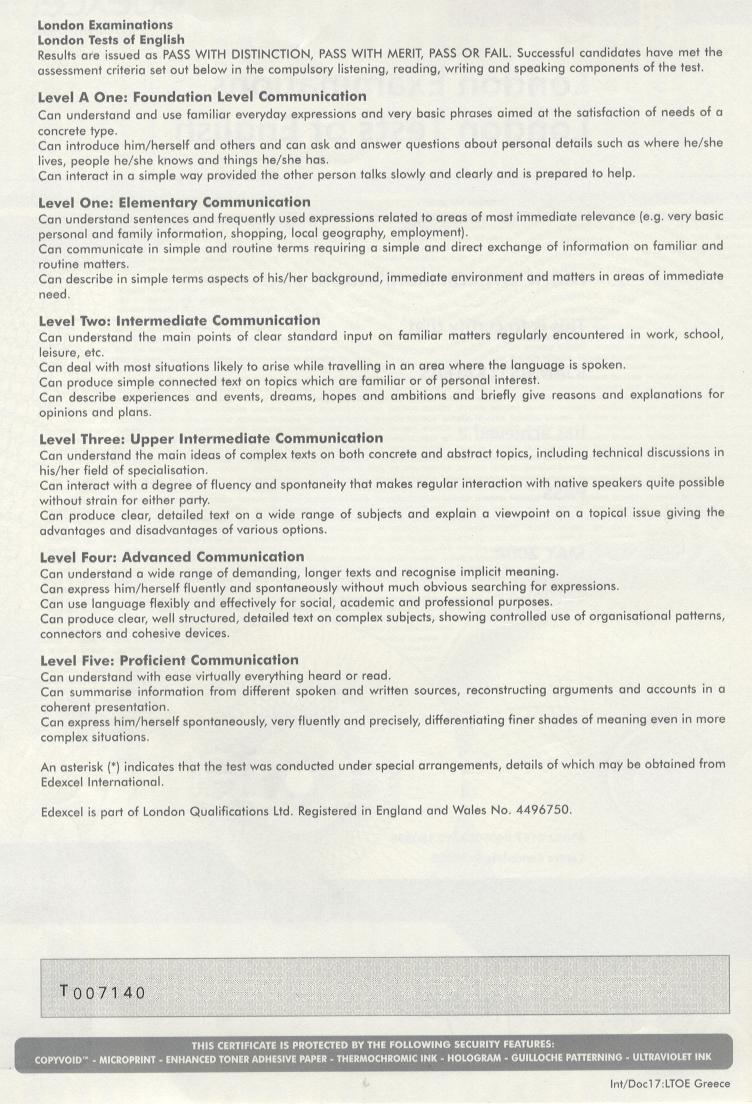 London Examinations
London Tests of English
Results are issued as PASS WITH DISTINCTION, PASS WITH MERIT, PASS OR FAIL. Successful candidates have met the
assessment criteria set out below in the compulsory listening, reading, writing and speaking components of the test.
Level A One: Foundation Level Communication
Can understand and use familiar everyday expressions and very basic phrases aimed at the satisfaction of needs of a
concrete type.
Can introduce him/herself and others and can ask and answer questions about personal details such as where he/she
lives, people he/she knows and things he/she has.
Can interact in a simple way provided the other person talks slowly and clearly and is prepared to help.
Level One: Elementary Communication
Can understand sentences and frequently used expressions related to areas of most immediate relevance (e.g. very basic
personal and family information, shopping, local geography, employment).
Can communicate in simple and routine terms requiring a simple and direct exchange of information on familiar and
routine matters.
Can describe in simple terms aspects of his/her background, immediate environment and matters in areas of immediate
need.
Level Two: Intermediate Communication
Can understand the main points of clear standard input on familiar matters regularly encountered in work, school,
leisure, etc.
Can deal with most situations likely to arise while travelling in an area where the language is spoken.
Can produce simple connected text on topics which are familiar or of personal interest.
Can describe experiences and events, dreams, hopes and ambitions and briefly give reasons and explanations for
opinions and plans.
Level Three: Upper Intermediate Communication
Can understand the main ideas of complex texts on both concrete and abstract topics, including technical discussions in
his/her field of specialisation.
Can interact with a degree of fluency and spontaneity that makes regular interaction with native speakers quite possible
without strain for either party.
Can produce clear, detailed text on a wide range of subjects and explain a viewpoint on a topical issue giving the
advantages and disadvantages of various options.
Level Four: Advanced Communication
Can understand a wide range of demanding, longer texts and recognise implicit meaning.
Can express him/herself fluently and spontaneously without much obvious searching for expressions.
Can use language flexibly and effectively for social, academic and professional purposes.
Can produce clear, well structured, detailed text on complex subjects, showing controlled use of organisational patterns,
connectors and cohesive devices.
Level Five: Proficient Communication
Can understand with ease virtually everything heard or read.
Can summarise information from different spoken and written sources, reconstructing arguments and accounts in a
coherent presentation.
Can express him/herself spontaneously, very fluently and precisely, differentiating finer shades of meaning even in more
complex situations.
An asterisk (*) indicates that the test was conducted under special arrangements, details of which may be obtained from
Edexcel International.
Edexcel is part of London Qualifications Ltd. Registered in England and Wales No. 4496750.
T007140
THIS CERTIFICATE IS PROTECTED BY THE FOLLOWING SECURITY FEATURES:
COPYVOID™ - MICROPRINT - ENHANCED TONER ADHESIVE PAPER - THERMOCHROMIC INK - HOLOGRAM - GUILLOCHE PATTERNING - ULTRAVIOLET INK
Int/Doc17:LTOE Greece